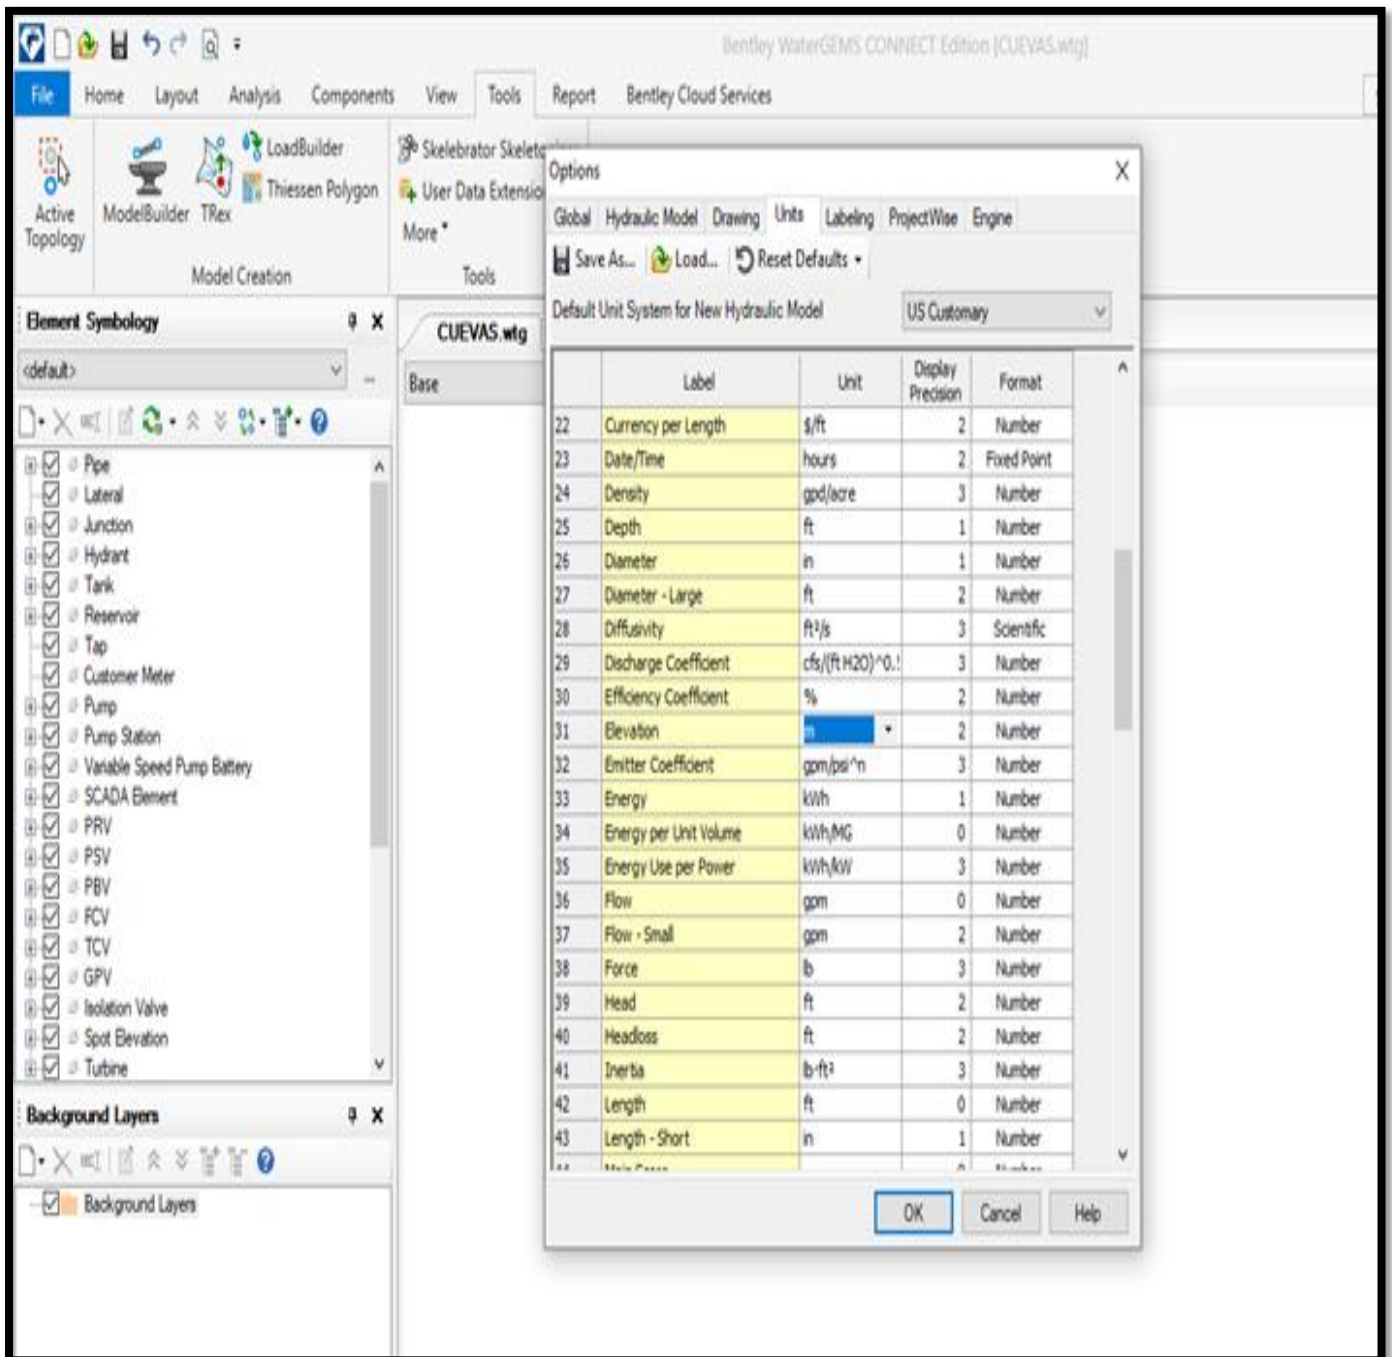 Bentley WaterGEMS CONNECT Edition [CUEVAS.wtg]
File Home Layout Analysis Components View Tools Report Bentley Cloud Services
Active Topology
ModelBuilder TRex
LoadBuilder
Thiessen Polygon
Model Creation
Skelebrator
User Data Extension
More
Tools
Element Symbology
<default>
Pipe
Lateral
Junction
Hydrant
Tank
Reservoir
Tap
Customer Meter
Pump
Pump Station
Variable Speed Pump Battery
SCADA Element
PRV
PSV
PBV
FCV
TCV
GPV
Isolation Valve
Spot Elevation
Turbine
Background Layers
Background Layers
CUEVAS.wtg
Base
Options
Global Hydraulic Model Drawing Units Labeling ProjectWise Engine
Save As... Load... Reset Defaults
Default Unit System for New Hydraulic Model US Customary
Label Unit Display Precision Format
22 Currency per Length $/ft 2 Number
23 Date/Time hours 2 Fixed Point
24 Density gpd/acre 3 Number
25 Depth ft 1 Number
26 Diameter in 1 Number
27 Diameter - Large ft 2 Number
28 Diffusivity ft²/s 3 Scientific
29 Discharge Coefficient cfs/(ft H2O)^0. 3 Number
30 Efficiency Coefficient % 2 Number
31 Elevation m 2 Number
32 Emitter Coefficient gpm/psi^n 3 Number
33 Energy kWh 1 Number
34 Energy per Unit Volume kWh/MG 0 Number
35 Energy Use per Power kWh/kW 3 Number
36 Flow gpm 0 Number
37 Flow - Small gpm 2 Number
38 Force lb 3 Number
39 Head ft 2 Number
40 Headloss ft 2 Number
41 Inertia lb·ft² 3 Number
42 Length ft 0 Number
43 Length - Short in 1 Number
OK Cancel Help